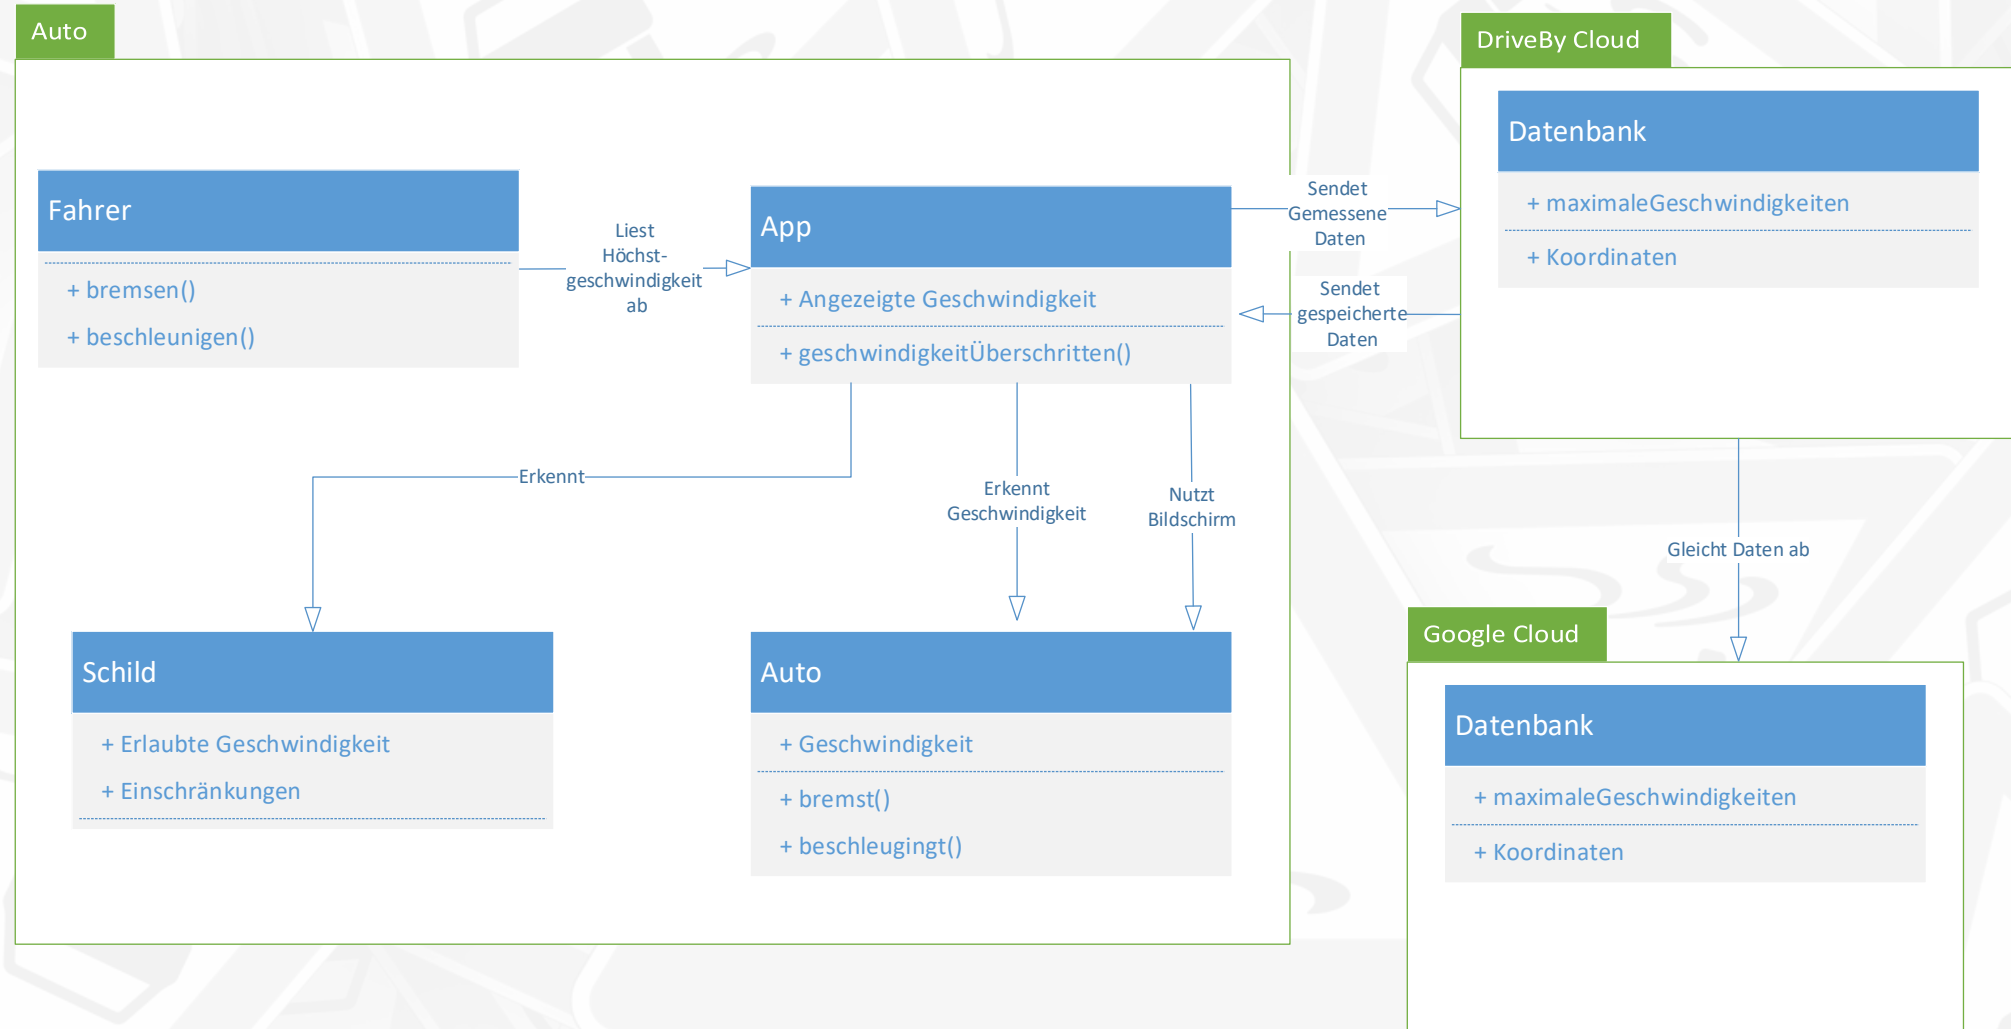 Auto
Fahrer
+ bremsen()
+ beschleunigen()
Liest
Höchst-
geschwindigkeit
ab
App
+ Angezeigte Geschwindigkeit
+ geschwindigkeitÜberschritten()
Sendet
Gemessene
Daten
Sendet
gespeicherte
Daten
DriveBy Cloud
Datenbank
+ maximaleGeschwindigkeiten
+ Koordinaten
Erkennt
Erkennt
Geschwindigkeit
Nutzt
Bildschirm
Gleicht Daten ab
Schild
+ Erlaubte Geschwindigkeit
+ Einschränkungen
Auto
+ Geschwindigkeit
+ bremst()
+ beschleugingt()
Google Cloud
Datenbank
+ maximaleGeschwindigkeiten
+ Koordinaten